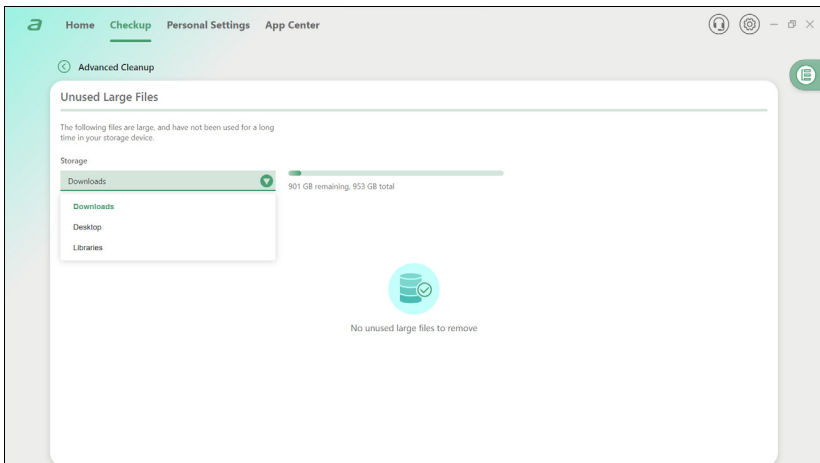 a
Home Checkup Personal Settings App Center
Advanced Cleanup
Unused Large Files
The following files are large, and have not been used for a long
time in your storage device.
Storage
Downloads
901 GB remaining, 953 GB total
Downloads
Desktop
Libraries
No unused large files to remove